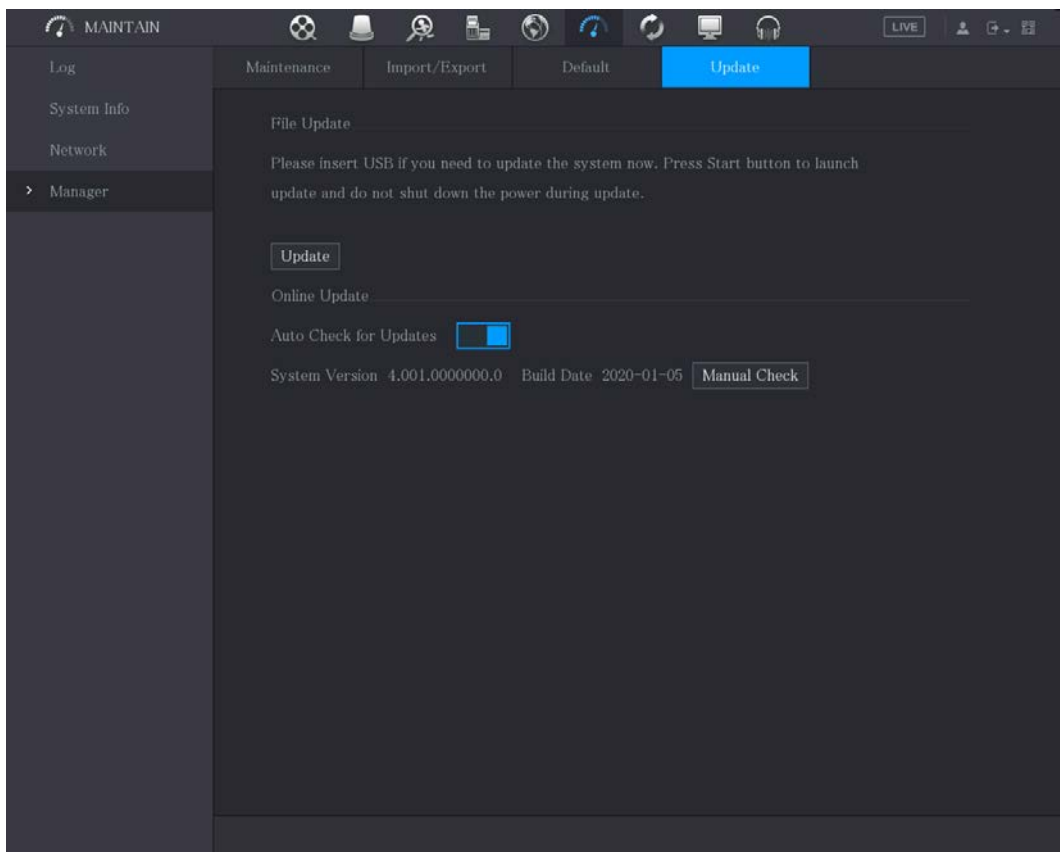 MAINTAIN
LIVE
Log
System Info
Network
Manager
Maintenance Import/Export Default Update
File Update
Please insert USB if you need to update the system now. Press Start button to launch
update and do not shut down the power during update.
Update
Online Update
Auto Check for Updates
System Version 4.001.0000000.0 Build Date 2020-01-05 Manual Check